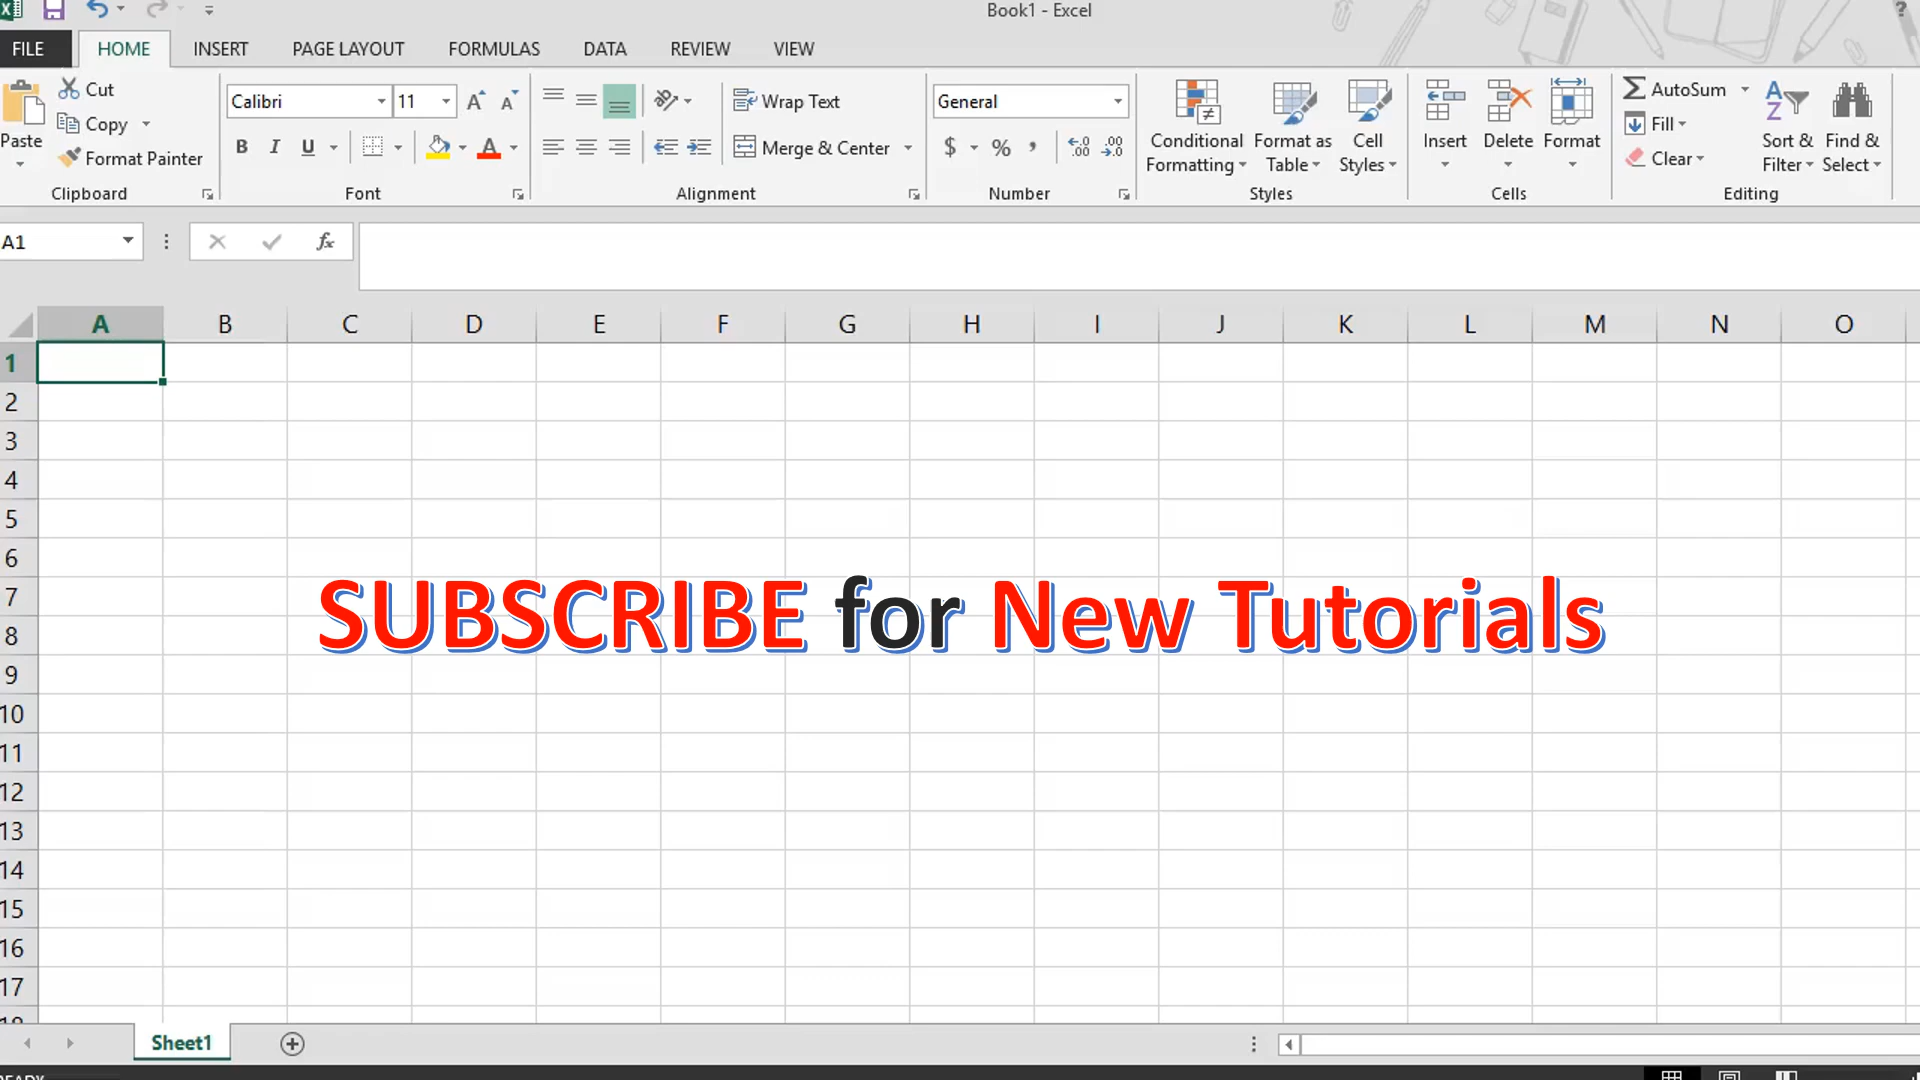 Book1 - Excel
?
FILE HOME INSERT PAGE LAYOUT FORMULAS DATA REVIEW VIEW
Paste
Cut
Copy
Format Painter
Clipboard
Calibri 11 A A
B I U A
Font
Wrap Text
Merge & Center
Alignment
General
$ % , .00 .00
Number
Conditional Formatting
Format as Table
Cell Styles
Styles
Insert
Delete
Format
Cells
AutoSum
Fill
Clear
Sort & Filter
Find & Select
Editing
A1
fx
A B C D E F G H I J K L M N O
1
2
3
4
5
6
7
SUBSCRIBE for New Tutorials
8
9
10
11
12
13
14
15
16
17
Sheet1